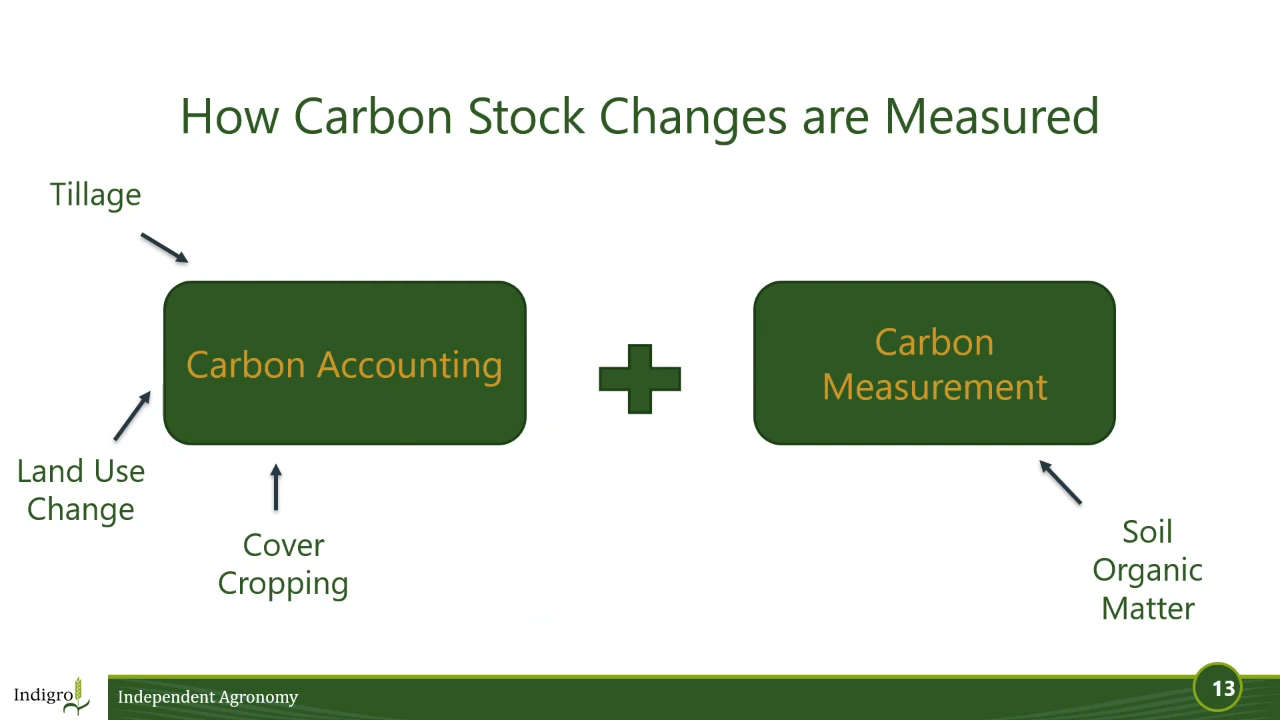 How Carbon Stock Changes are Measured
Tillage
Carbon Accounting
Carbon
Measurement
Land Use
Change
Cover
Cropping
Soil
Organic
Matter
Indigro
Independent Agronomy
13